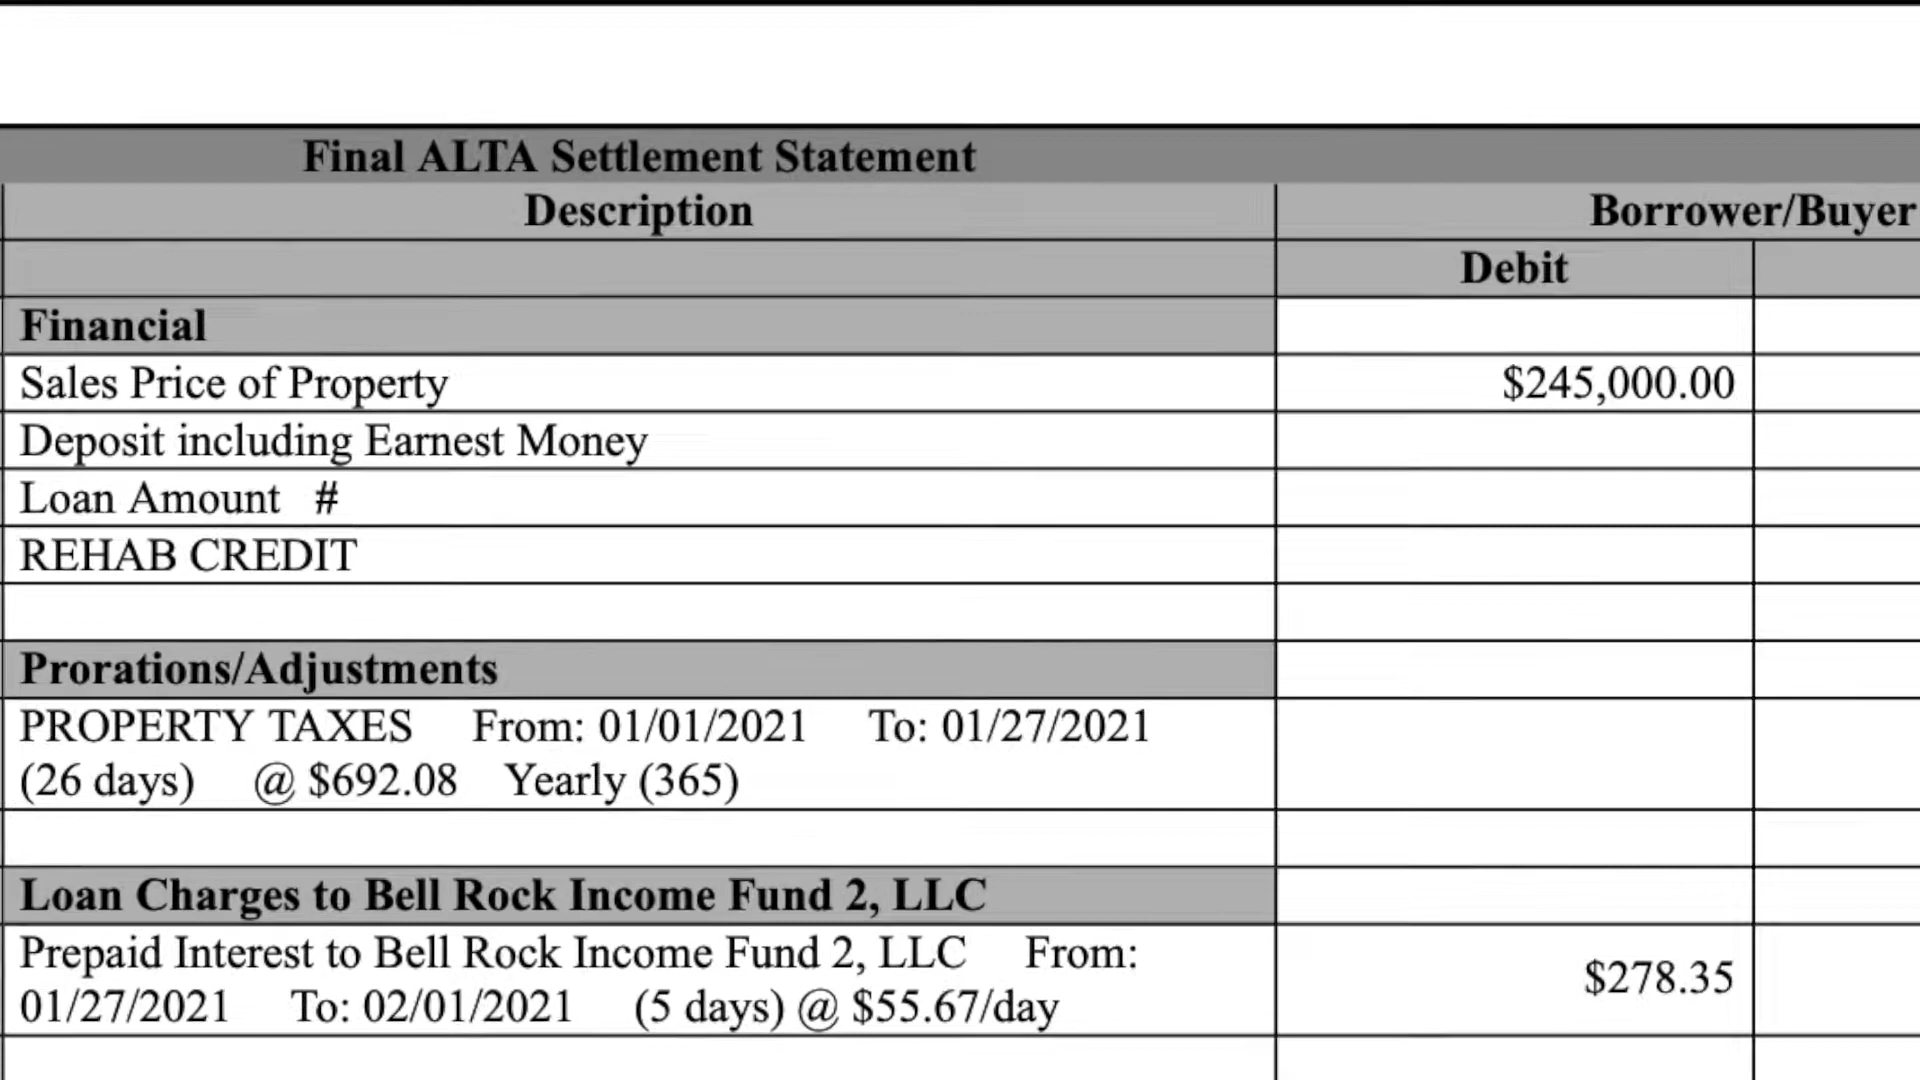 Final ALTA Settlement Statement
Description Borrower/Buyer
Debit
Financial
Sales Price of Property $245,000.00
Deposit including Earnest Money
Loan Amount #
REHAB CREDIT
Prorations/Adjustments
PROPERTY TAXES From: 01/01/2021 To: 01/27/2021
(26 days) @ $692.08 Yearly (365)
Loan Charges to Bell Rock Income Fund 2, LLC
Prepaid Interest to Bell Rock Income Fund 2, LLC From:
01/27/2021 To: 02/01/2021 (5 days) @ $55.67/day $278.35